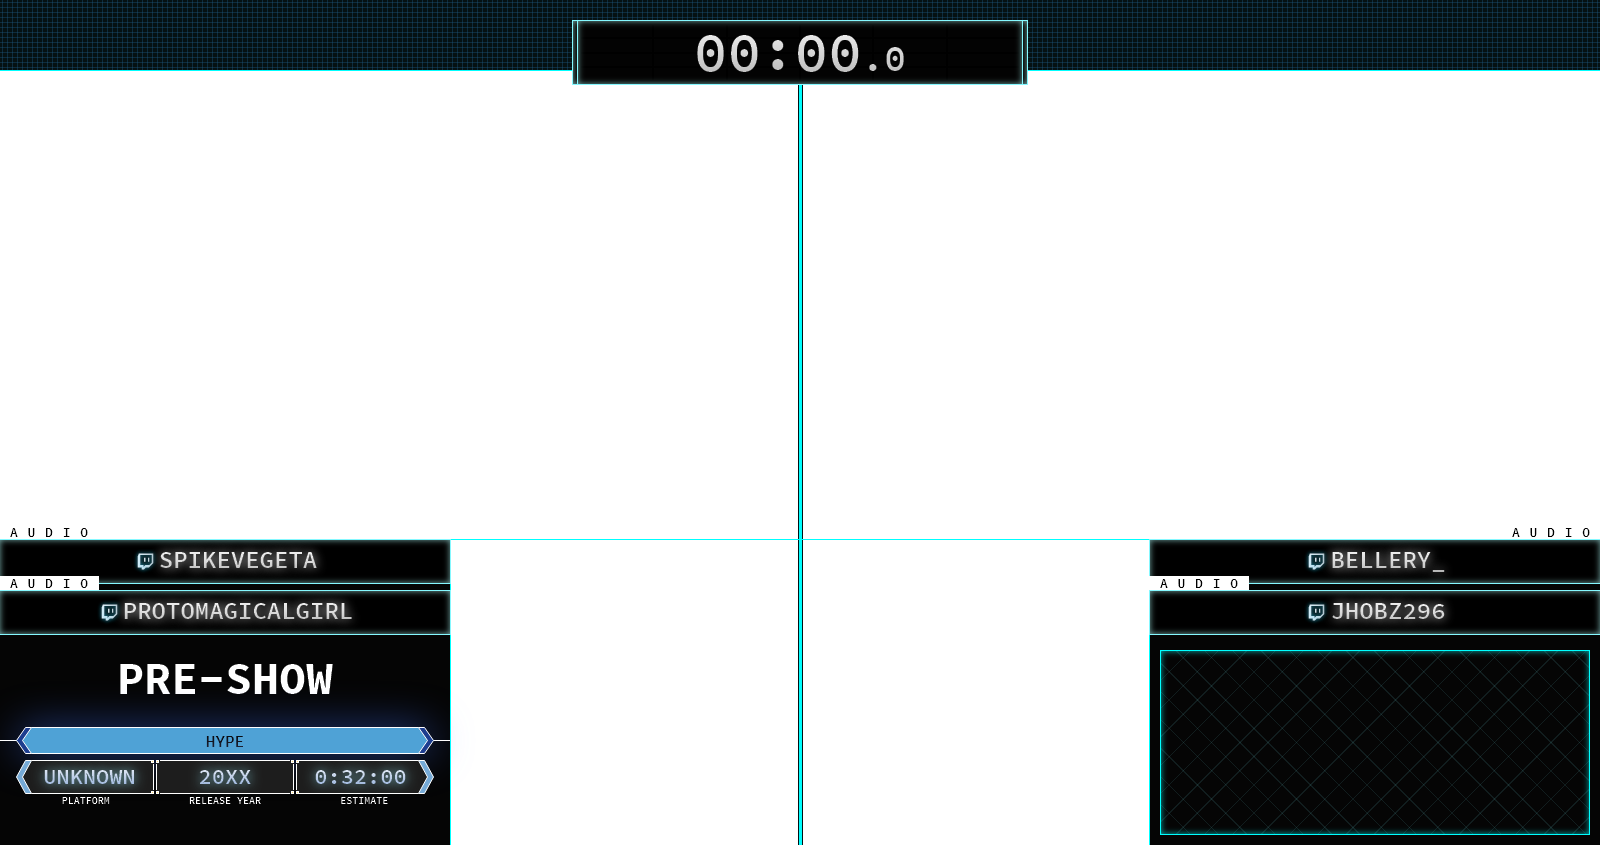 00:00.0
AUDIO
SPIKEVEGETA
AUDIO
PROTOMAGICALGIRL
PRE-SHOW
HYPE
UNKNOWN 20XX 0:32:00
PLATFORM RELEASE YEAR ESTIMATE
AUDIO
BELLERY_
AUDIO
JHOBZ296